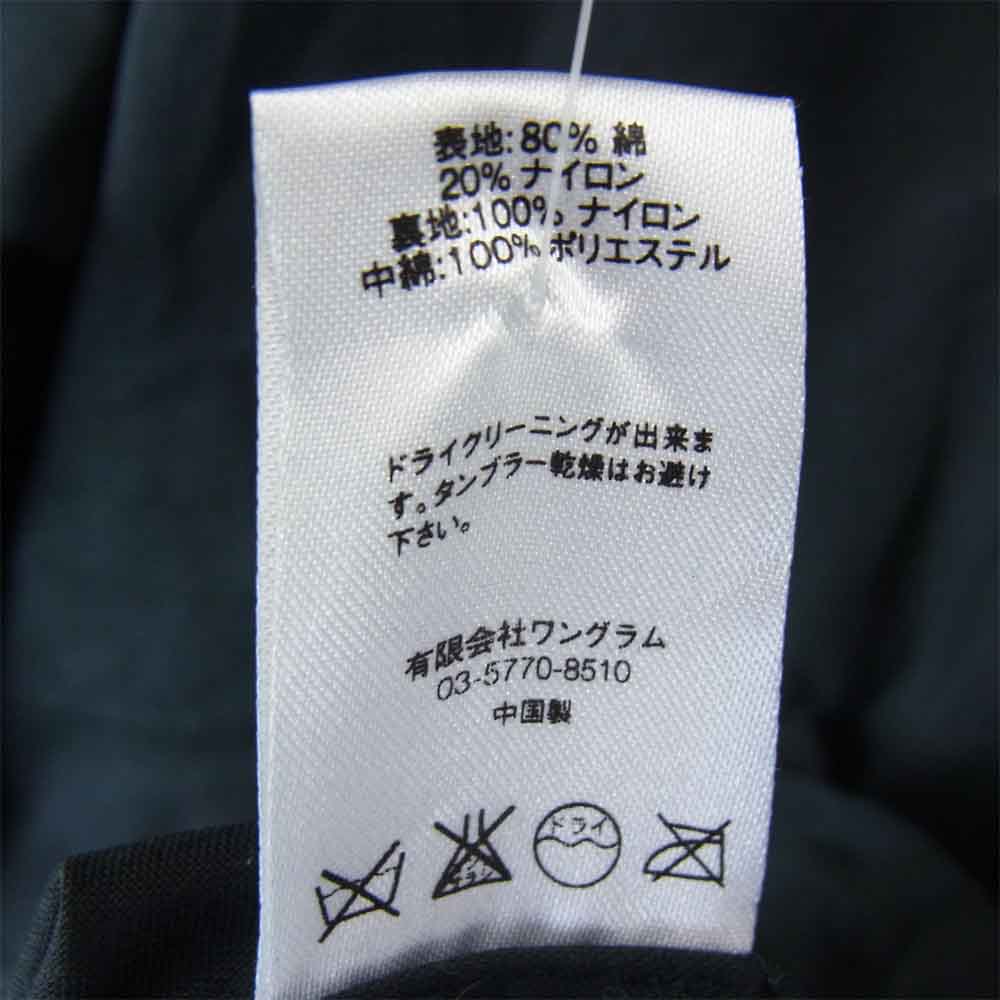 表地:80% 綿
20% ナイロン
裏地:100% ナイロン
中綿:100% ポリエステル
ドライクリーニングが出来ま
す。タンブラー乾燥はお避け
下さい。
有限会社ワングラム
03-5770-8510
中国製
ドライ